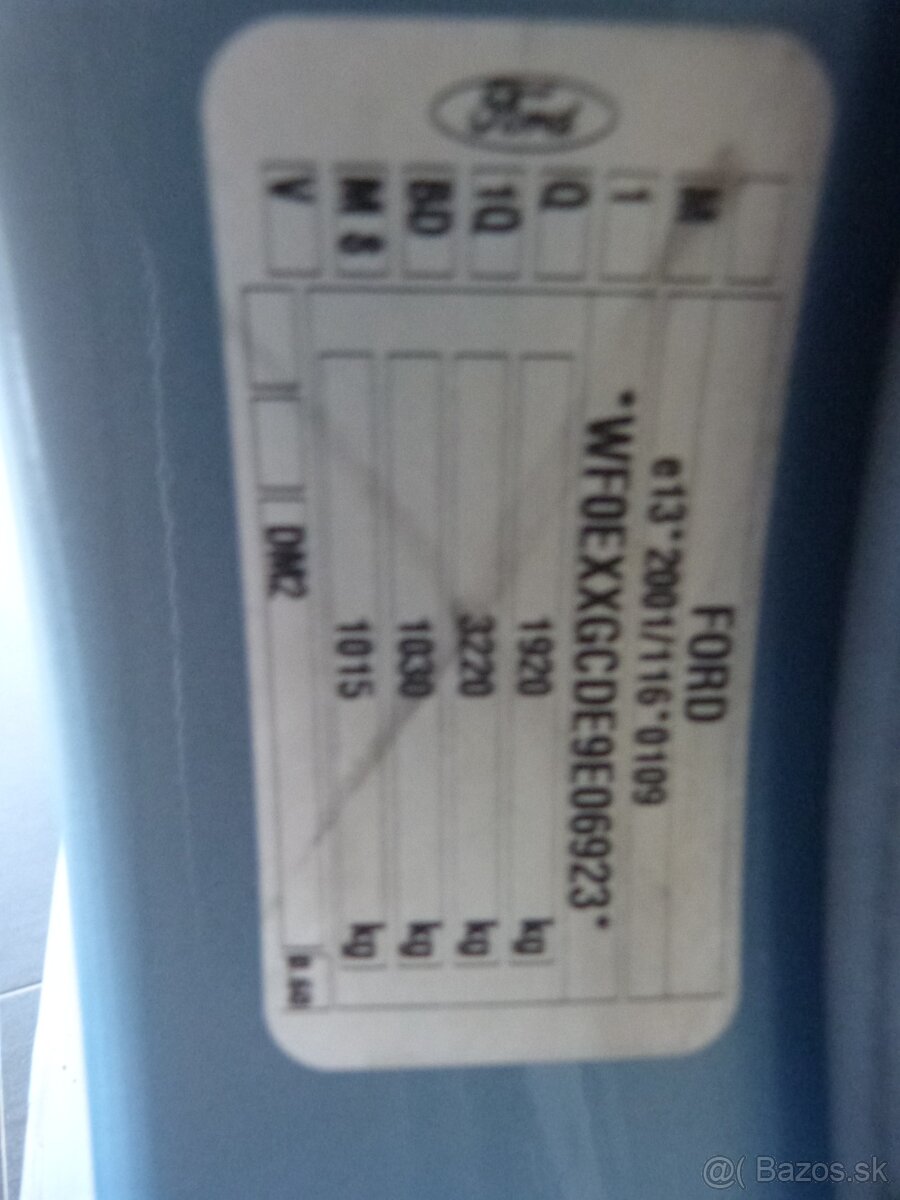 Ford
FORD
e13*2001/116*0109
*WF0EXXGCDE9E06923*
1920 kg
3220 kg
1030 kg
1015 kg
DM2
M
1
Q
1Q
BD
M 8
V
@( Bazos.sk